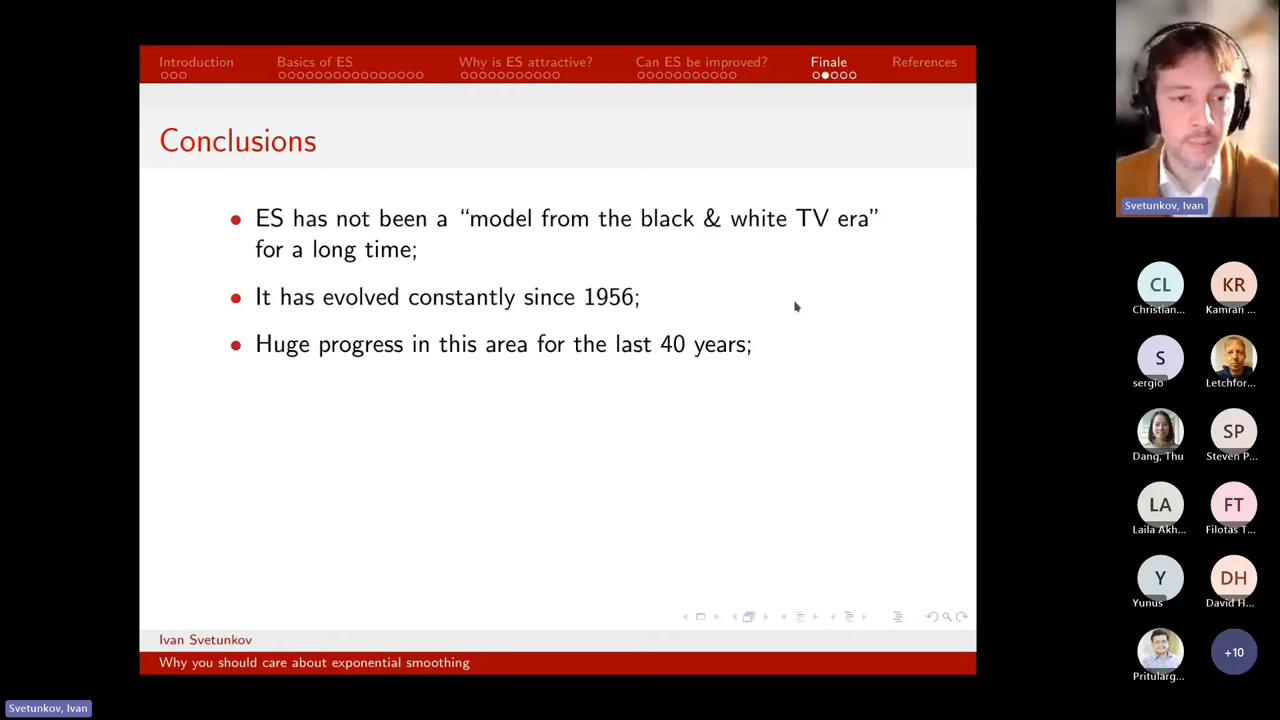 Introduction
Basics of ES
Why is ES attractive?
Can ES be improved?
Finale
References
Conclusions
ES has not been a “model from the black & white TV era”
for a long time;
It has evolved constantly since 1956;
Huge progress in this area for the last 40 years;
Ivan Svetunkov
Why you should care about exponential smoothing
Svetunkov, Ivan
CL
Christian...
KR
Kamran ...
S
sergio
Letchfor...
Dang, Thu
SP
Steven P...
LA
Laila Akh...
FT
Filotas T...
Y
Yunus
DH
David H...
Pritularg...
+10
Svetunkov, Ivan